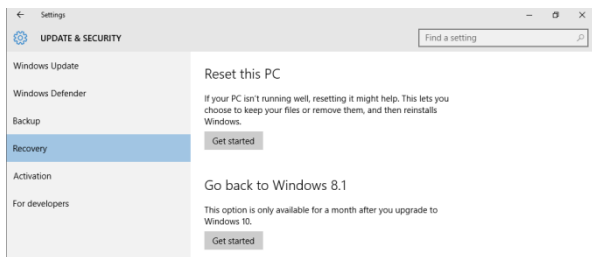 Settings
UPDATE & SECURITY
Find a setting
Windows Update
Windows Defender
Backup
Recovery
Activation
For developers
Reset this PC
If your PC isn't running well, resetting it might help. This lets you
choose to keep your files or remove them, and then reinstalls
Windows.
Get started
Go back to Windows 8.1
This option is only available for a month after you upgrade to
Windows 10.
Get started